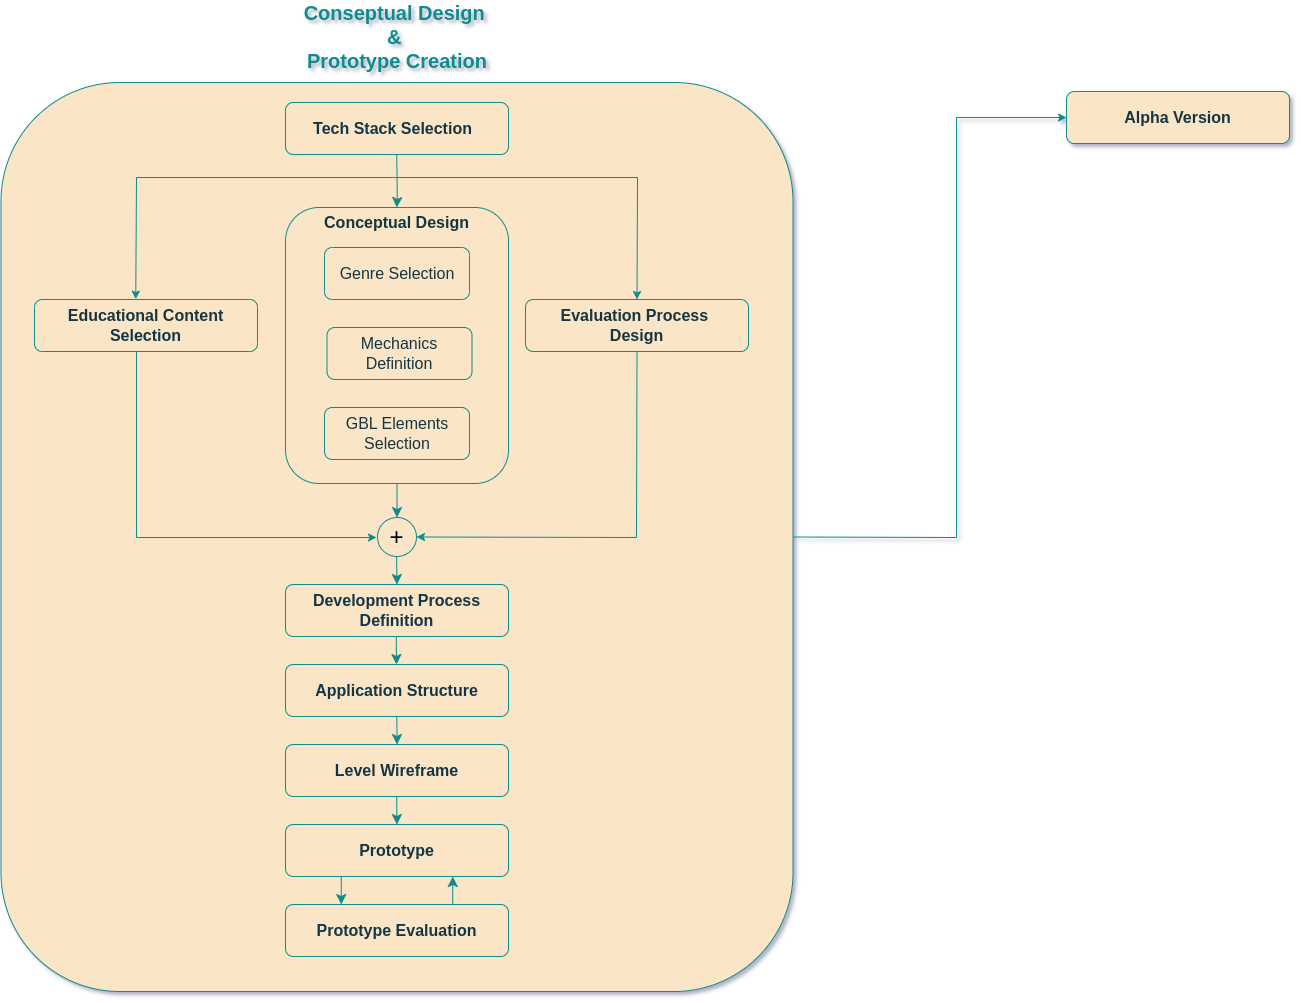 Conseptual Design
&
Prototype Creation
Tech Stack Selection
Alpha Version
Conceptual Design
Genre Selection
Educational Content
Selection
Mechanics
Definition
Evaluation Process
Design
GBL Elements
Selection
+
Development Process
Definition
Application Structure
Level Wireframe
Prototype
Prototype Evaluation